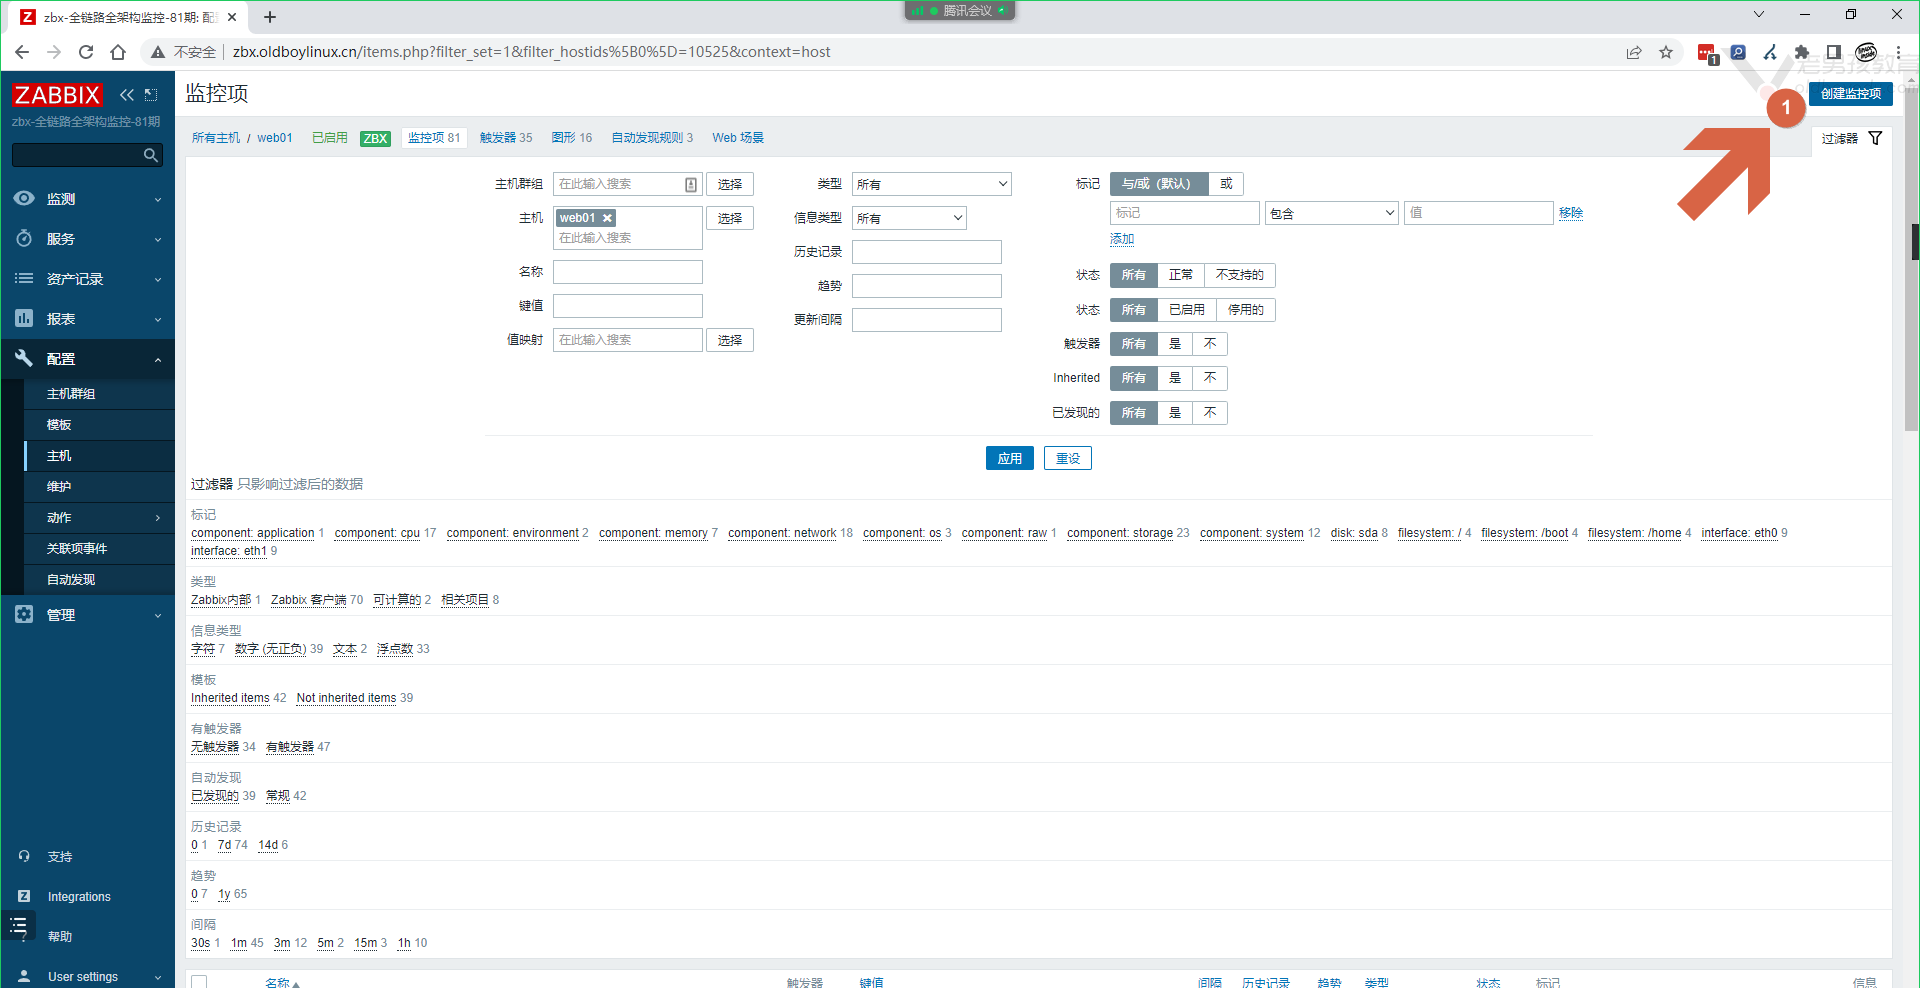 zbx-全链路全架构监控-81期: 配
腾讯会议
不安全 zbx.oldboylinux.cn/items.php?filter_set=1&filter_hostids%5B0%5D=10525&context=host
1
老男孩教育
ZABBIX
zbx-全链路全架构监控-81期
监控项
创建监控项
1
所有主机 / web01 已启用 ZBX 监控项 81 触发器 35 图形 16 自动发现规则 3 Web 场景
过滤器
监测
服务
资产记录
报表
配置
主机群组
模板
主机
维护
动作
关联项事件
自动发现
管理
支持
Integrations
帮助
User settings
主机群组 在此输入搜索 选择
主机 web01 选择
在此输入搜索
名称
键值
值映射 在此输入搜索 选择
类型 所有
信息类型 所有
历史记录
趋势
更新间隔
标记 与/或 (默认) 或
标记 包含 值 移除
添加
状态 所有 正常 不支持的
状态 所有 已启用 停用的
触发器 所有 是 不
Inherited 所有 是 不
已发现的 所有 是 不
应用 重设
过滤器 只影响过滤后的数据
标记
component: application 1 component: cpu 17 component: environment 2 component: memory 7 component: network 18 component: os 3 component: raw 1 component: storage 23 component: system 12 disk: sda 8 filesystem: / 4 filesystem: /boot 4 filesystem: /home 4 interface: eth0 9
interface: eth1 9
类型
Zabbix内部 1 Zabbix 客户端 70 可计算的 2 相关项目 8
信息类型
字符 7 数字 (无正负) 39 文本 2 浮点数 33
模板
Inherited items 42 Not inherited items 39
有触发器
无触发器 34 有触发器 47
自动发现
已发现的 39 常规 42
历史记录
0 1 7d 74 14d 6
趋势
0 7 1y 65
间隔
30s 1 1m 45 3m 12 5m 2 15m 3 1h 10
名称 触发器 键值 间隔 历史记录 趋势 类型 状态 标记 信息